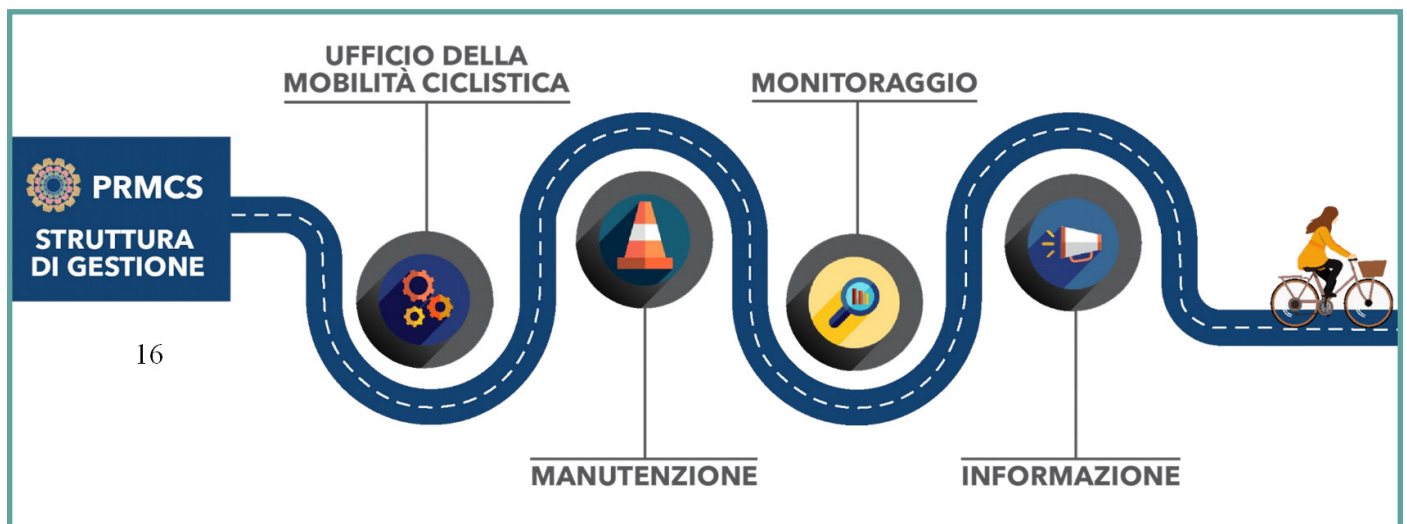 UFFICIO DELLA
MOBILITÀ CICLISTICA
MONITORAGGIO
PRMCS
STRUTTURA
DI GESTIONE
16
MANUTENZIONE
INFORMAZIONE